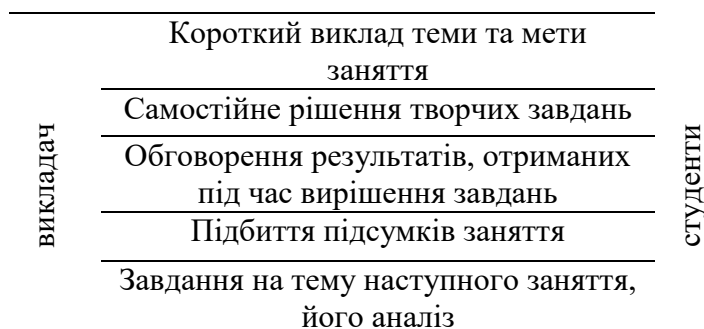 Короткий виклад теми та мети
заняття
Самостійне рішення творчих завдань
Обговорення результатів, отриманих
під час вирішення завдань
Підбиття підсумків заняття
Завдання на тему наступного заняття,
його аналіз
викладач
студенти